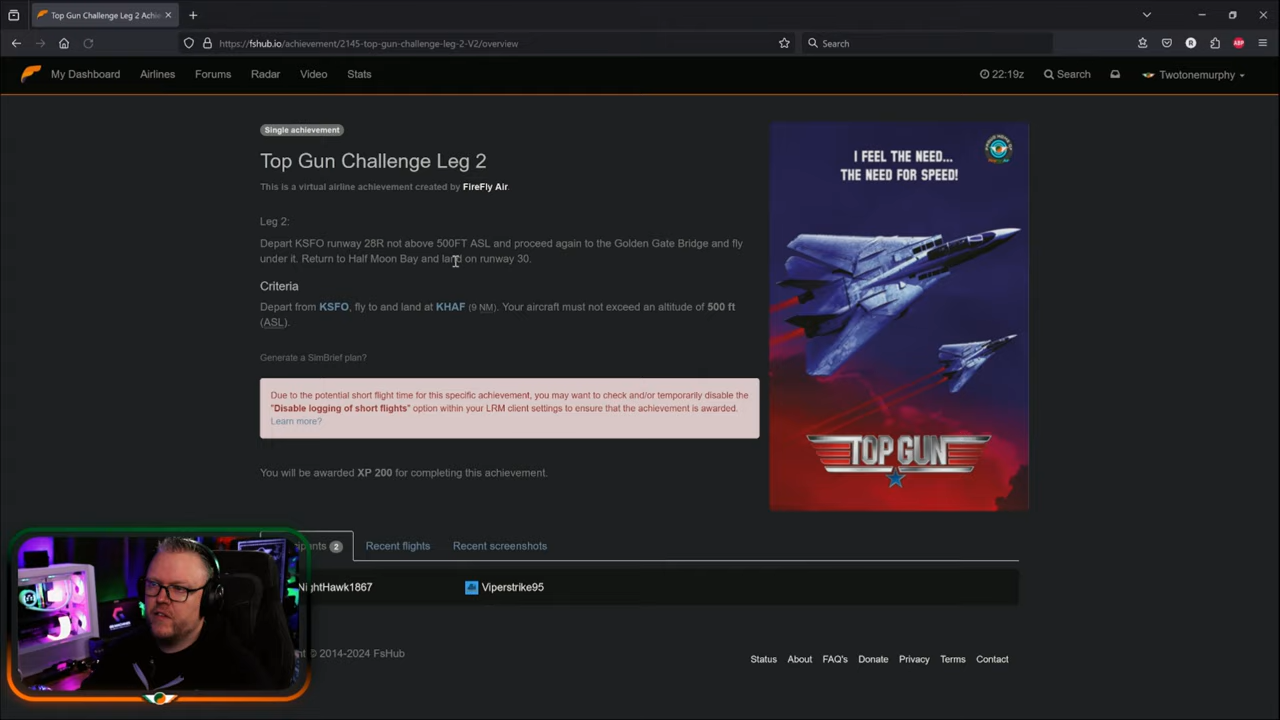 Top Gun Challenge Leg 2 Achie
https://fshub.io/achievement/2145-top-gun-challenge-leg-2-V2/overview
Search
R
ABP
My Dashboard
Airlines
Forums
Radar
Video
Stats
22:19z
Search
Twotonemurphy
Single achievement
Top Gun Challenge Leg 2
This is a virtual airline achievement created by FireFly Air.
Leg 2:
Depart KSFO runway 28R not above 500FT ASL and proceed again to the Golden Gate Bridge and fly
under it. Return to Half Moon Bay and land on runway 30.
Criteria
Depart from KSFO, fly to and land at KHAF (9 NM). Your aircraft must not exceed an altitude of 500 ft
(ASL).
Generate a SimBrief plan?
Due to the potential short flight time for this specific achievement, you may want to check and/or temporarily disable the
"Disable logging of short flights" option within your LRM client settings to ensure that the achievement is awarded.
Learn more?
You will be awarded XP 200 for completing this achievement.
I FEEL THE NEED...
THE NEED FOR SPEED!
TOP GUN
ipants 2
Recent flights
Recent screenshots
NightHawk1867
Viperstrike95
ht © 2014-2024 FsHub
Status
About
FAQ's
Donate
Privacy
Terms
Contact